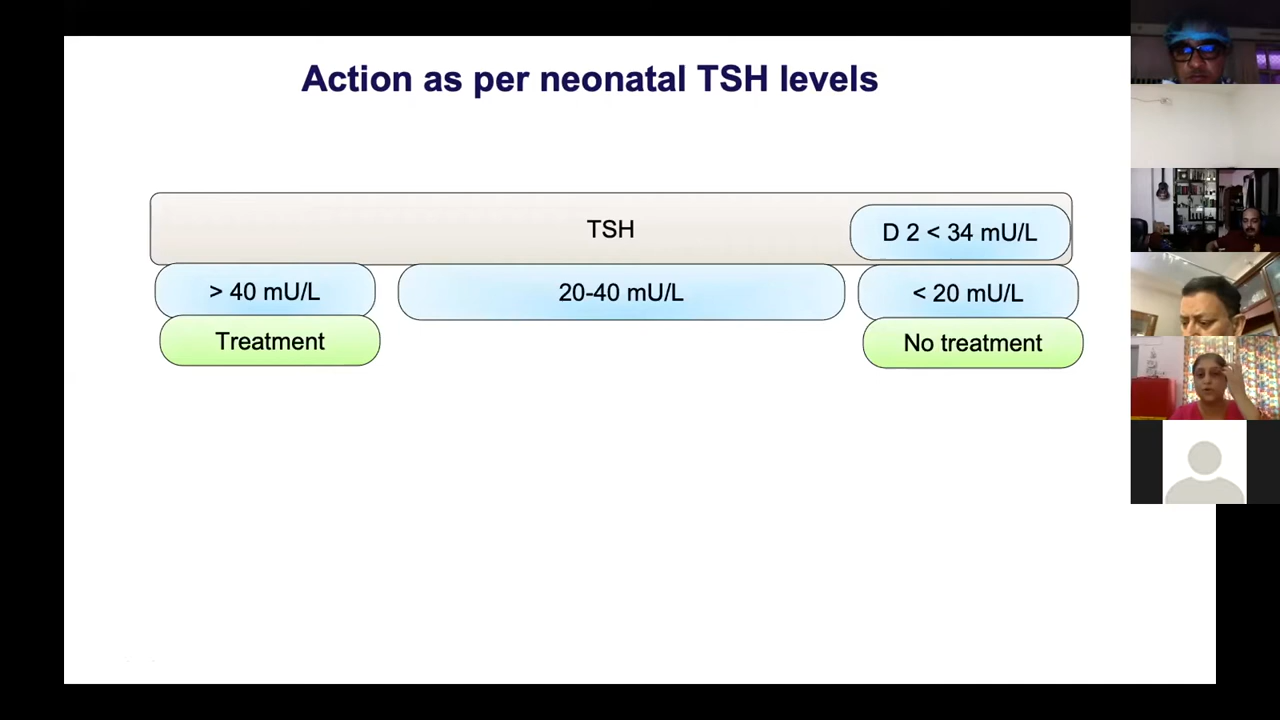 Action as per neonatal TSH levels
TSH
D 2 < 34 mU/L
> 40 mU/L
20-40 mU/L
< 20 mU/L
Treatment
No treatment